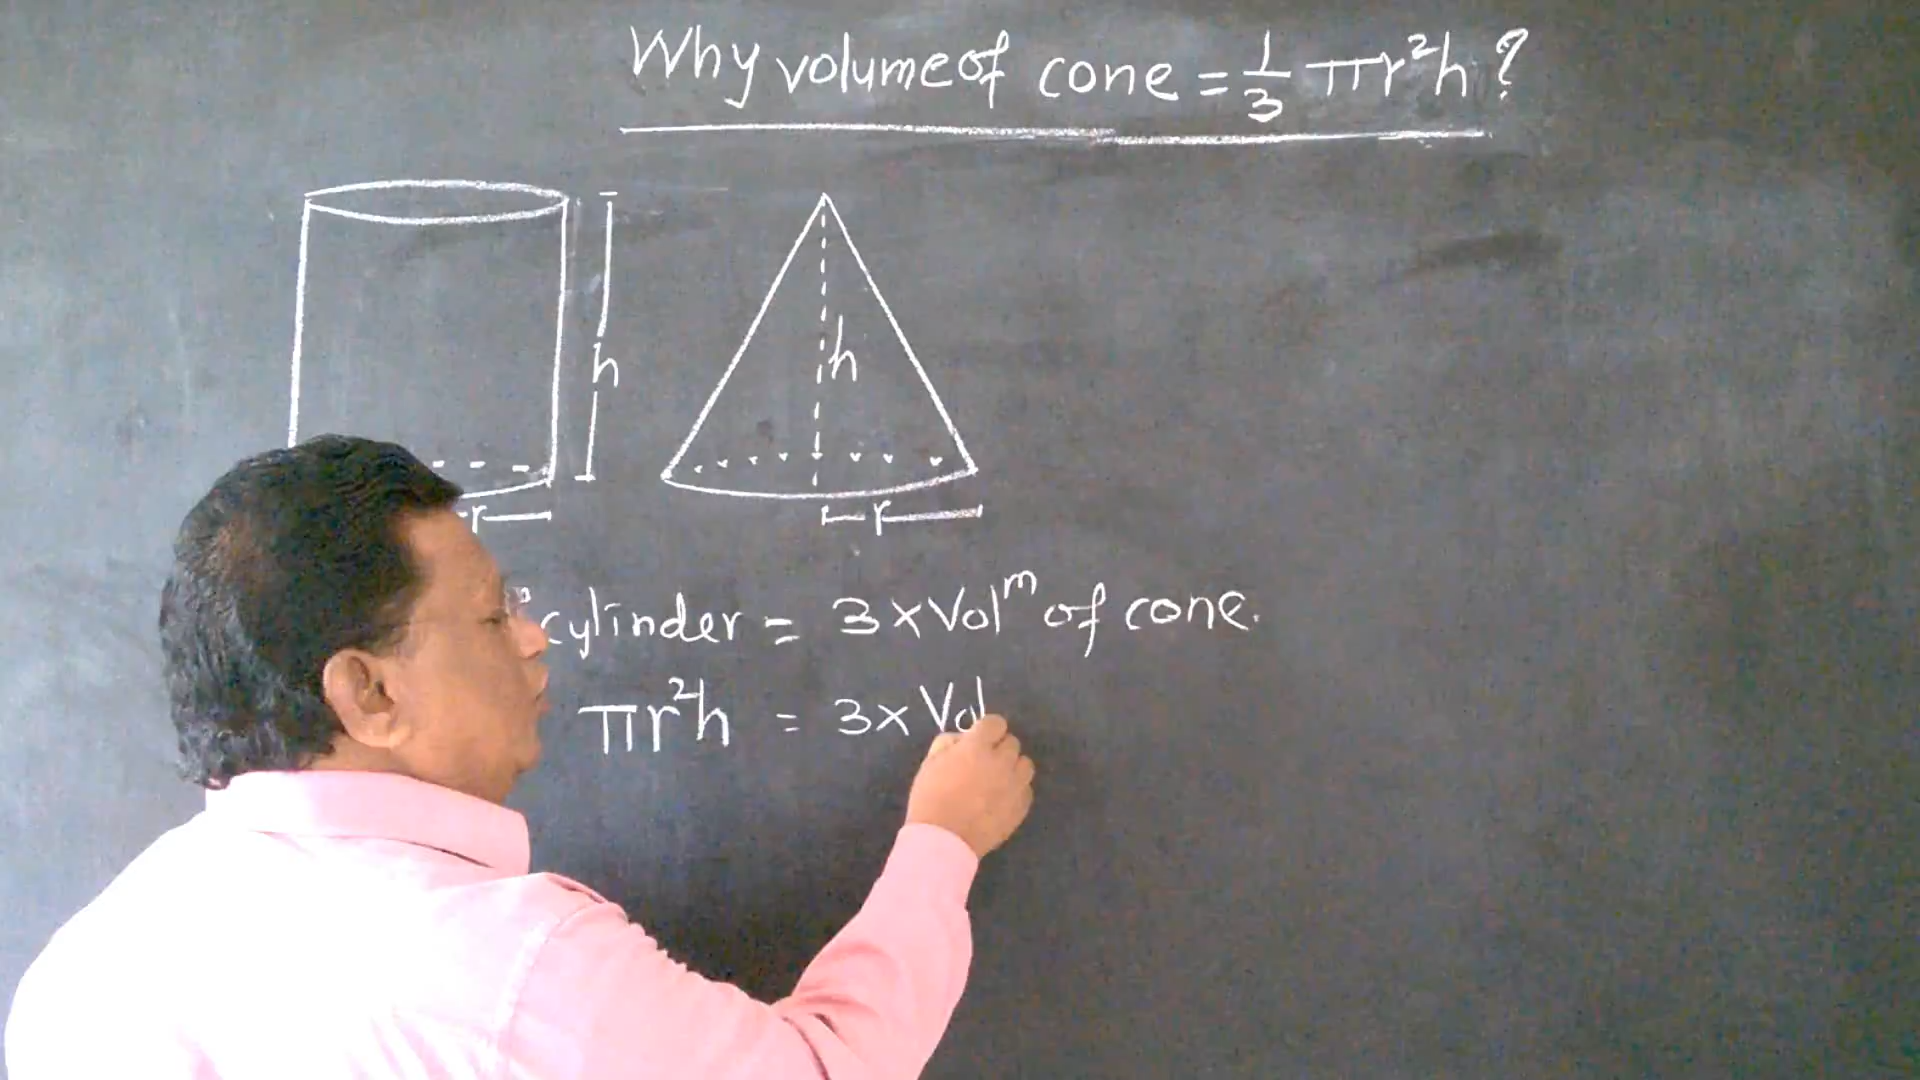 Why volume of cone = 1/3 πr²h ?
h
h
r
r
cylinder = 3 × Volᵐ of cone.
πr²h = 3 × Vol